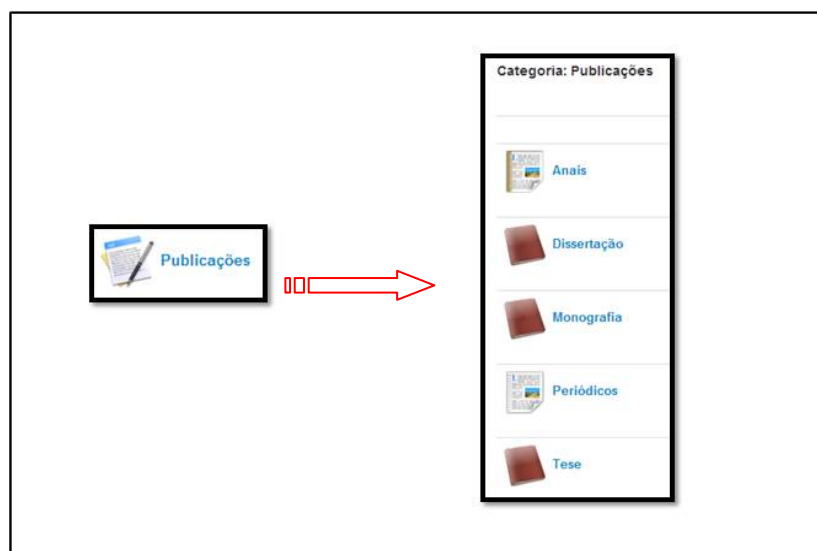 Publicações
Categoria: Publicações
Anais
Dissertação
Monografia
Periódicos
Tese